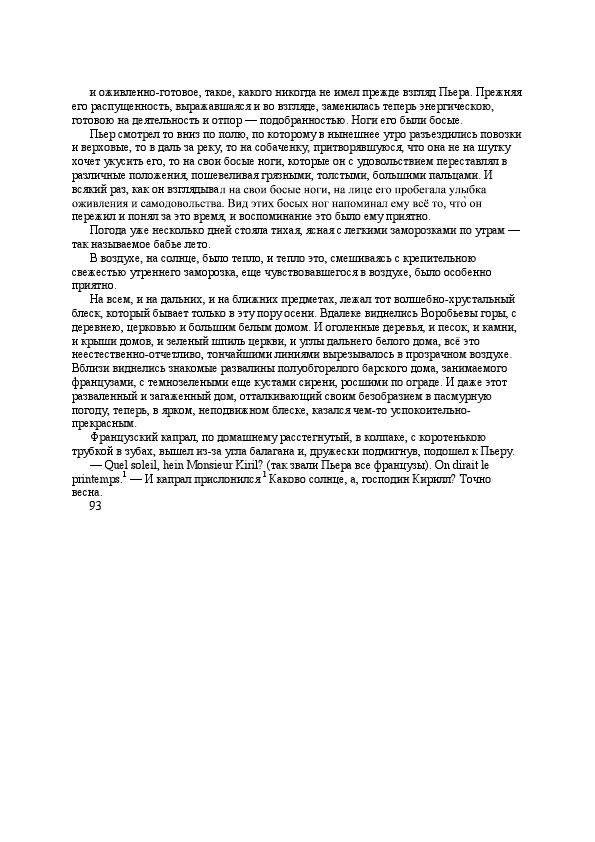 и оживленно-готовое, такое, какого никогда не имел прежде взгляд Пьера. Прежняя
его распущенность, выражавшаяся и во взгляде, заменилась теперь энергическою,
готовою на деятельность и отпор — подобранностью. Ноги его были босые.
Пьер смотрел то вниз по полю, по которому в нынешнее утро разъездились повозки
и верховые, то в даль за реку, то на собаченку, притворявшуюся, что она не на шутку
хочет укусить его, то на свои босые ноги, которые он с удовольствием переставлял в
различные положения, пошевеливая грязными, толстыми, большими пальцами. И
всякий раз, как он взглядывал на свои босые ноги, на лице его пробегала улыбка
оживления и самодовольства. Вид этих босых ног напоминал ему всё то, что̀ он
пережил и понял за это время, и воспоминание это было ему приятно.
Погода уже несколько дней стояла тихая, ясная с легкими заморозками по утрам —
так называемое бабье лето.
В воздухе, на солнце, было тепло, и тепло это, смешиваясь с крепительною
свежестью утреннего заморозка, еще чувствовавшегося в воздухе, было особенно
приятно.
На всем, и на дальних, и на ближних предметах, лежал тот волшебно-хрустальный
блеск, который бывает только в эту пору осени. Вдалеке виднелись Воробьевы горы, с
деревнею, церковью и большим белым домом. И оголенные деревья, и песок, и камни,
и крыши домов, и зеленый шпиль церкви, и углы дальнего белого дома, всё это
неестественно-отчетливо, тончайшими линиями вырезывалось в прозрачном воздухе.
Вблизи виднелись знакомые развалины полуобгорелого барского дома, занимаемого
французами, с темнозелеными еще кустами сирени, росшими по ограде. И даже этот
разваленный и загаженный дом, отталкивающий своим безобразием в пасмурную
погоду, теперь, в ярком, неподвижном блеске, казался чем-то успокоительно-
прекрасным.
Французский капрал, по домашнему расстегнутый, в колпаке, с коротенькою
трубкой в зубах, вышел из-за угла балагана и, дружески подмигнув, подошел к Пьеру.
— Quel soleil, hein Monsieur Kiril? (так звали Пьера все французы). On dirait le
printemps.¹ — И капрал прислонился ¹ Каково солнце, а, господин Кирилл? Точно
весна.
93